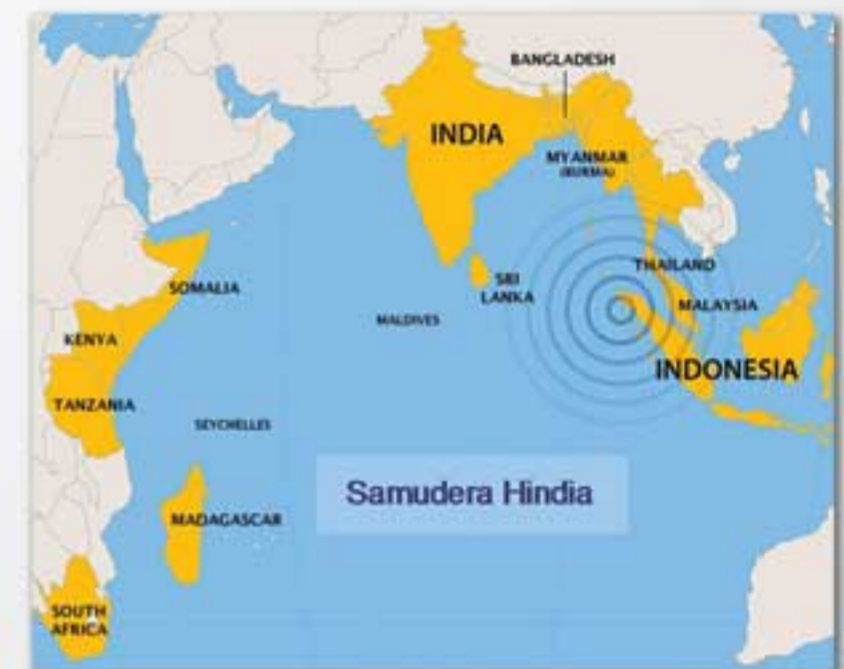 BANGLADESH
INDIA
MYANMAR
(BURMA)
THAILAND
SRI
LANKA
SOMALIA
MALAYSIA
MALDIVES
KENYA
INDONESIA
TANZANIA
SEYCHELLES
Samudera Hindia
MADAGASCAR
SOUTH
AFRICA